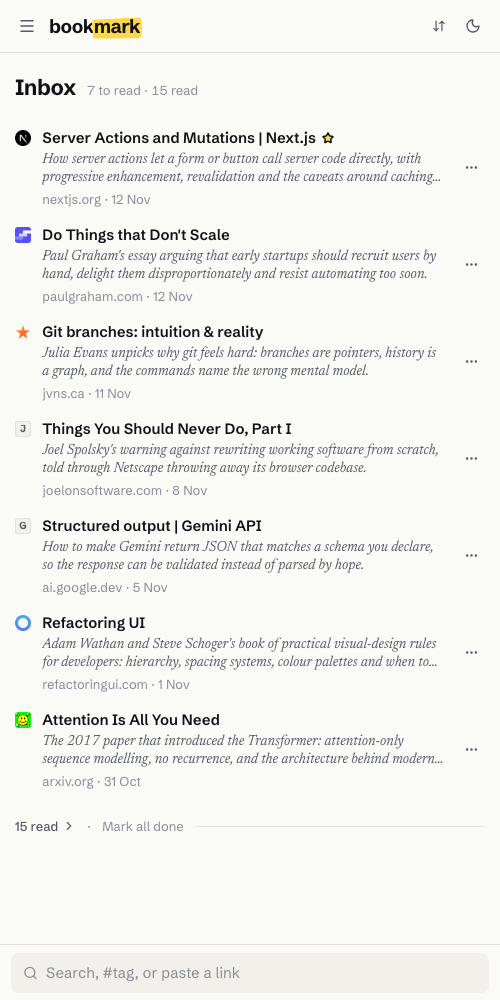 bookmark
Inbox 7 to read · 15 read
Server Actions and Mutations | Next.js
How server actions let a form or button call server code directly, with
progressive enhancement, revalidation and the caveats around caching...
nextjs.org · 12 Nov
Do Things that Don't Scale
Paul Graham's essay arguing that early startups should recruit users by
hand, delight them disproportionately and resist automating too soon.
paulgraham.com · 12 Nov
Git branches: intuition & reality
Julia Evans unpicks why git feels hard: branches are pointers, history is
a graph, and the commands name the wrong mental model.
jvns.ca · 11 Nov
J Things You Should Never Do, Part I
Joel Spolsky's warning against rewriting working software from scratch,
told through Netscape throwing away its browser codebase.
joelonsoftware.com · 8 Nov
G Structured output | Gemini API
How to make Gemini return JSON that matches a schema you declare,
so the response can be validated instead of parsed by hope.
ai.google.dev · 5 Nov
Refactoring UI
Adam Wathan and Steve Schoger's book of practical visual-design rules
for developers: hierarchy, spacing systems, colour palettes and when to...
refactoringui.com · 1 Nov
Attention Is All You Need
The 2017 paper that introduced the Transformer: attention-only
sequence modelling, no recurrence, and the architecture behind modern...
arxiv.org · 31 Oct
15 read · Mark all done
Search, #tag, or paste a link